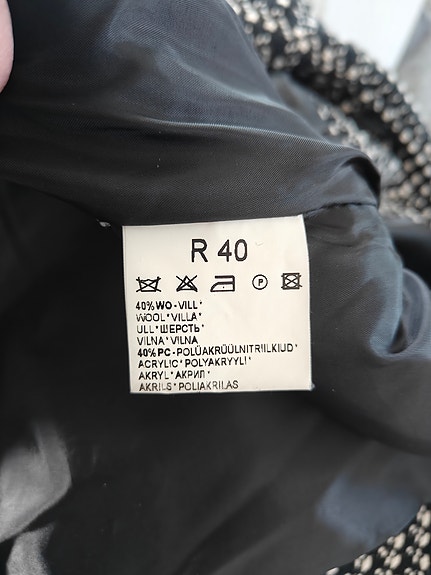 R 40
P
40% WO-VILL*
WOOL*VILLA*
ULL*ШЕРСТЬ*
VILNA*VILNA
40% PC-POLÜAKRÜÜLNITRIILKIUD*
ACRYLIC*POLYAKRYYLI*
AKRYL*АКРИЛ*
AKRILS*POLIAKRILAS